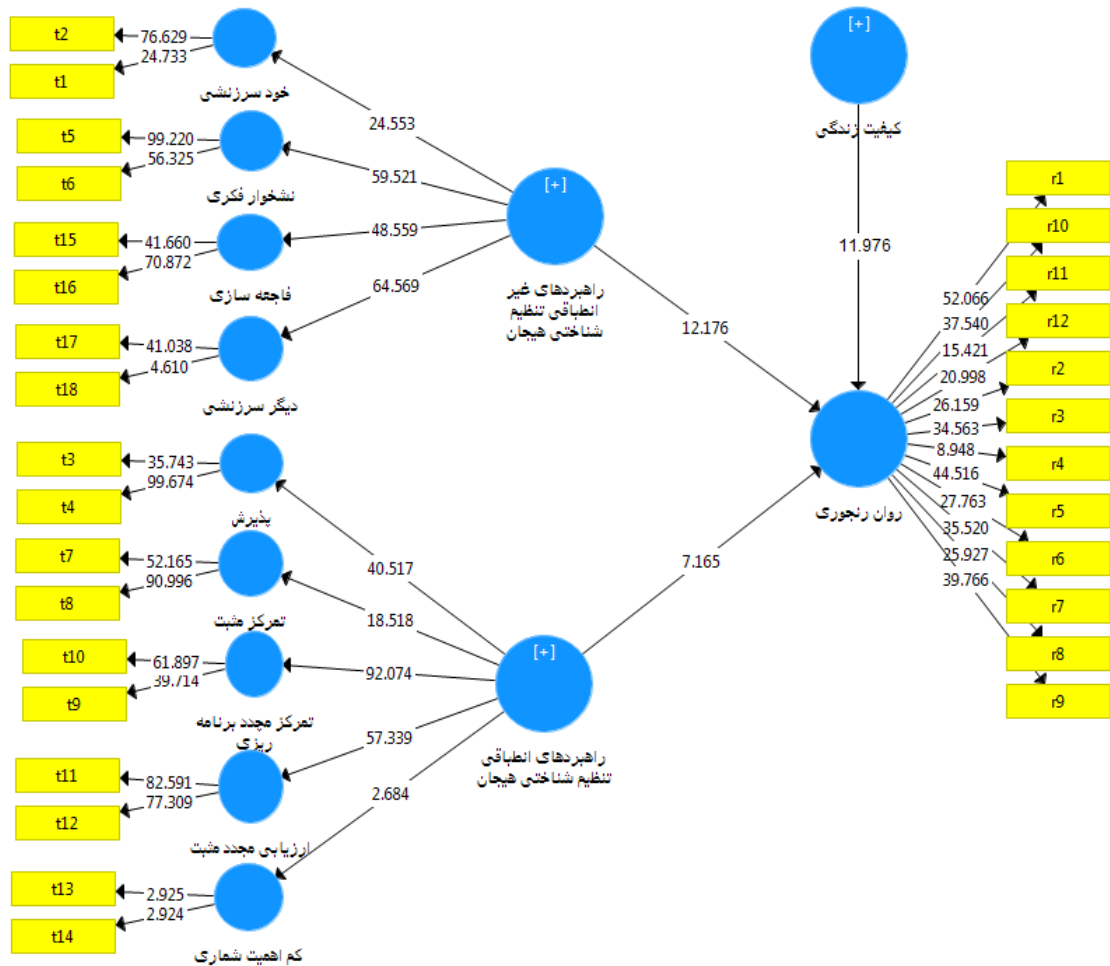 t2
76.629
t1
24.733
خود سرزنشی
t5
99.220
t6
56.325
نشخوار فکری
t15
41.660
t16
70.872
فاجعه سازی
t17
41.038
t18
4.610
دیگر سرزنشی
24.553
59.521
48.559
64.569
[+]
راهبردهای غیر
انطباقی تنظیم
شناختی هیجان
12.176
[+]
کیفیت زندگی
11.976
t3
35.743
t4
99.674
پذیرش
t7
52.165
t8
90.996
تمرکز مثبت
t10
61.897
t9
39.714
تمرکز مجدد برنامه
ریزی
t11
82.591
t12
77.309
ارزیابی مجدد مثبت
t13
2.925
t14
2.924
کم اهمیت شماری
40.517
18.518
92.074
57.339
2.684
[+]
راهبردهای انطباقی
تنظیم شناختی هیجان
7.165
روان رنجوری
52.066
37.540
15.421
20.998
26.159
34.563
8.948
44.516
27.763
35.520
25.927
39.766
r1
r10
r11
r12
r2
r3
r4
r5
r6
r7
r8
r9